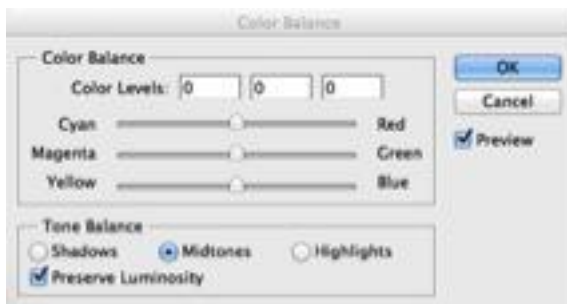 Color Balance
Color Balance
Color Levels: 0 0 0
Cyan Red
Magenta Green
Yellow Blue
OK
Cancel
Preview
Tone Balance
Shadows Midtones Highlights
Preserve Luminosity